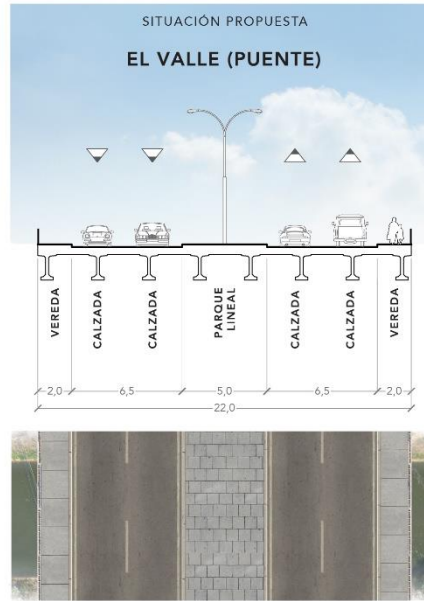 SITUACIÓN PROPUESTA
EL VALLE (PUENTE)
VEREDA
CALZADA
CALZADA
PARQUE
LINEAL
CALZADA
CALZADA
VEREDA
2,0
6,5
5,0
6,5
2,0
22,0